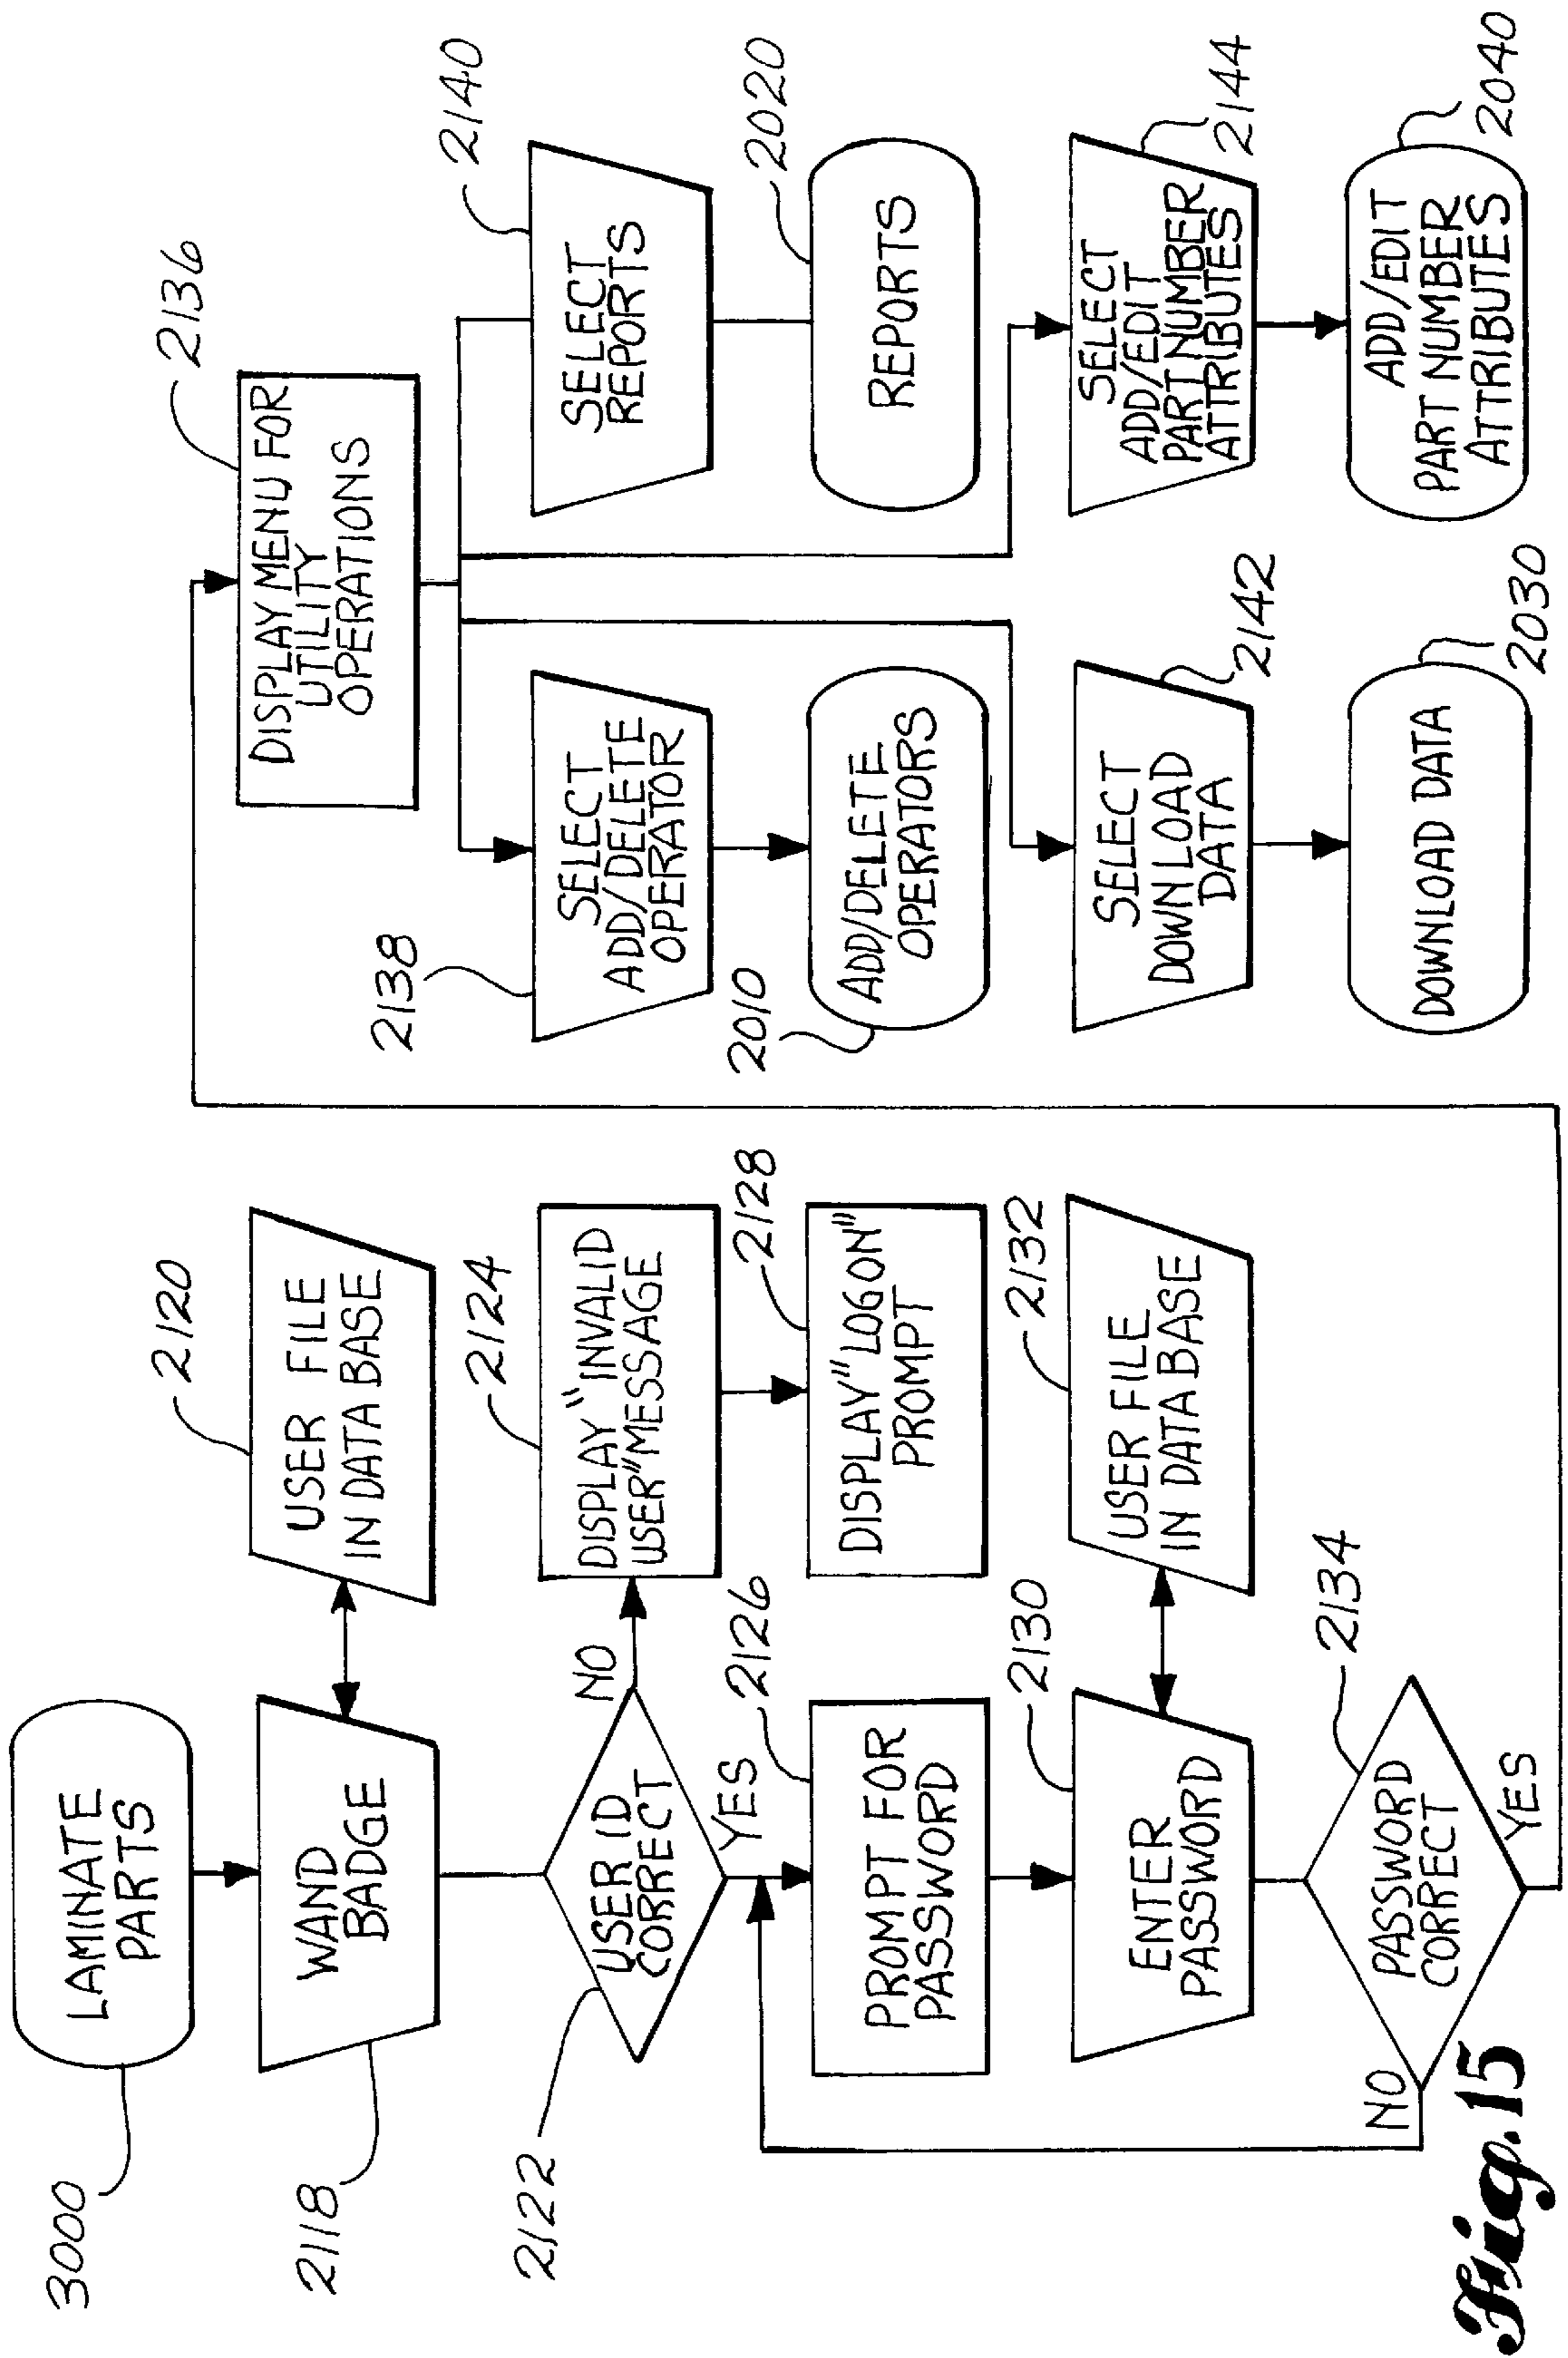 3000
LAMINATE
PARTS
2118
WAND
BADGE
2120
USER FILE
IN DATA BASE
2122
USER ID
CORRECT
NO
YES
2124
DISPLAY "INVALID
USER" MESSAGE
2126
PROMPT FOR
PASSWORD
2128
DISPLAY "LOGON"
PROMPT
2130
ENTER
PASSWORD
2132
USER FILE
IN DATA BASE
2134
PASSWORD
CORRECT
NO
YES
2136
DISPLAY MENU FOR
UTILITY
OPERATIONS
2138
SELECT
ADD/DELETE
OPERATOR
2140
SELECT
REPORTS
2010
ADD/DELETE
OPERATORS
2020
REPORTS
2142
SELECT
DOWNLOAD
DATA
2144
SELECT
ADD/EDIT
PART NUMBER
ATTRIBUTES
2030
DOWNLOAD DATA
2040
ADD/EDIT
PART NUMBER
ATTRIBUTES
Fig. 15